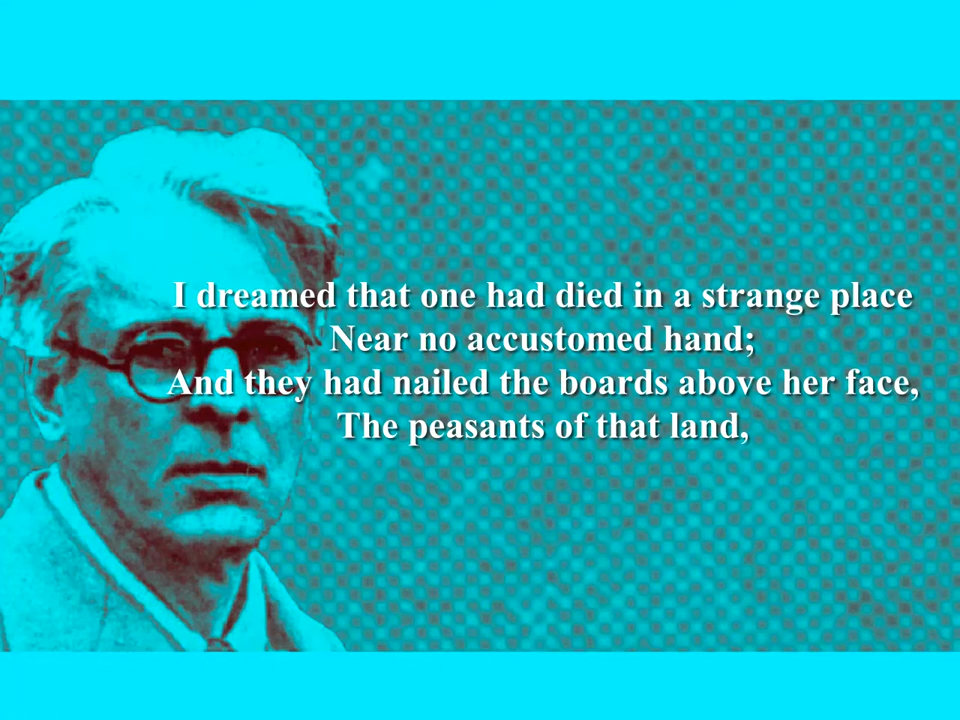 I dreamed that one had died in a strange place
Near no accustomed hand;
And they had nailed the boards above her face,
The peasants of that land,